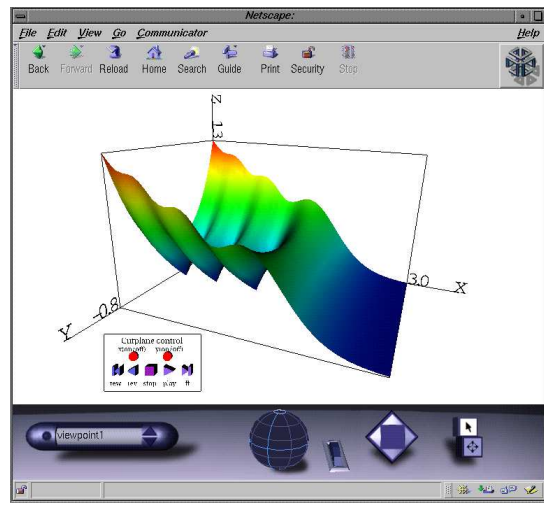 Netscape:
File Edit View Go Communicator Help
Back Forward Reload Home Search Guide Print Security Stop
Z
1.3
3.0 X
-0.8
Y
Cutplane control
rew rev stop play ff
viewpoint1